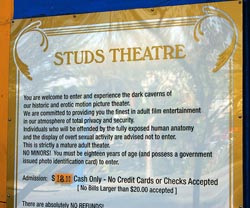 STUDS THEATRE
You are welcome to enter and experience the dark caverns of
our historic and erotic motion picture theater.
We are committed to providing you the finest in adult film entertainment
in our atmosphere of total privacy and security.
Individuals who will be offended by the fully exposed human anatomy
and the display of overt sexual activity are advised not to enter.
This is strictly a mature adult theater.
NO MINORS! You must be eighteen years of age (and possess a government
issued photo identification card) to enter.
Admission: $ Cash Only - No Credit Cards or Checks Accepted
[ No Bills Larger than $20.00 accepted ]
There are absolutely NO REFUNDS!